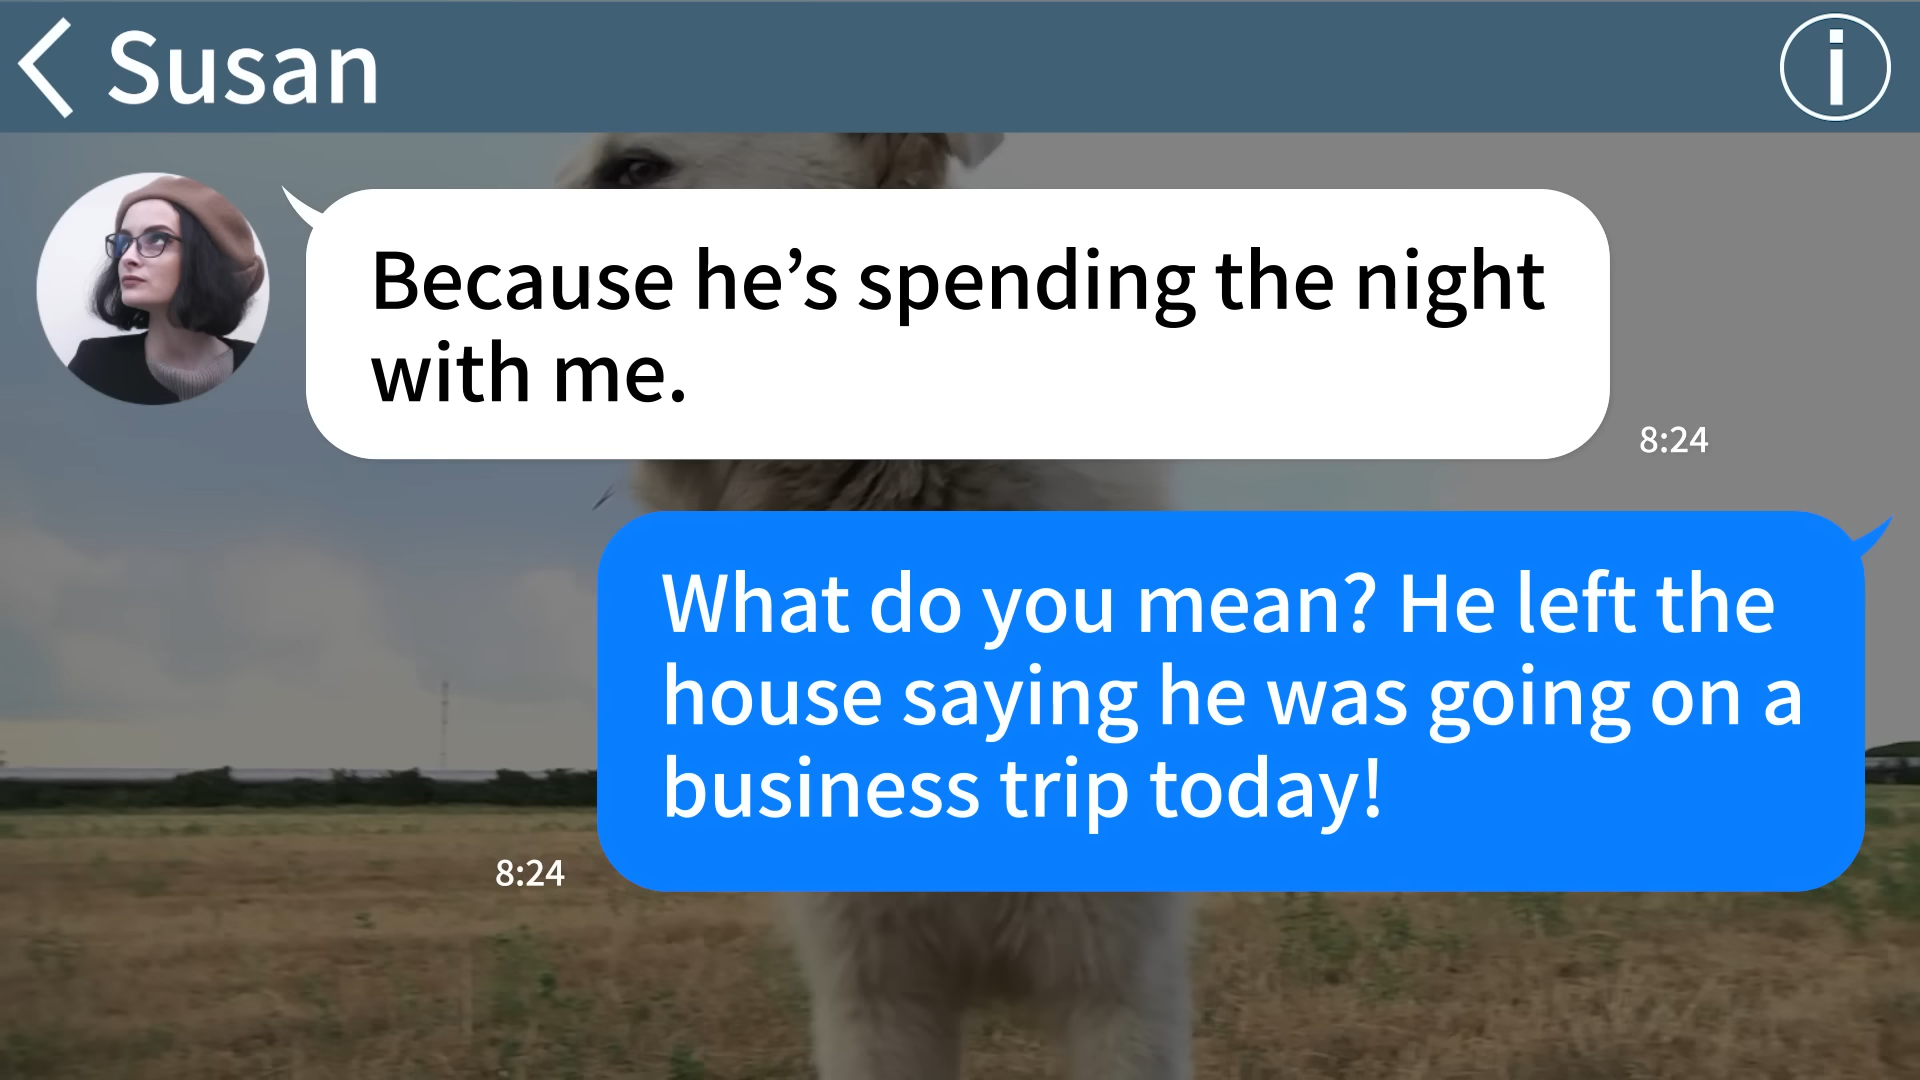 Susan
Because he’s spending the night
with me.
8:24
What do you mean? He left the
house saying he was going on a
business trip today!
8:24